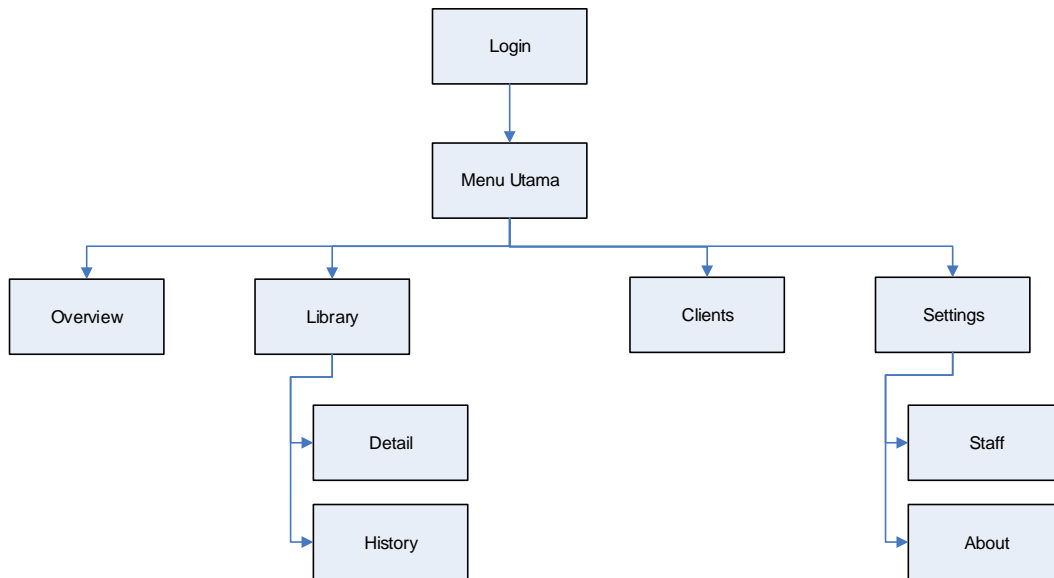 Login
Menu Utama
Overview
Library
Clients
Settings
Detail
Staff
History
About